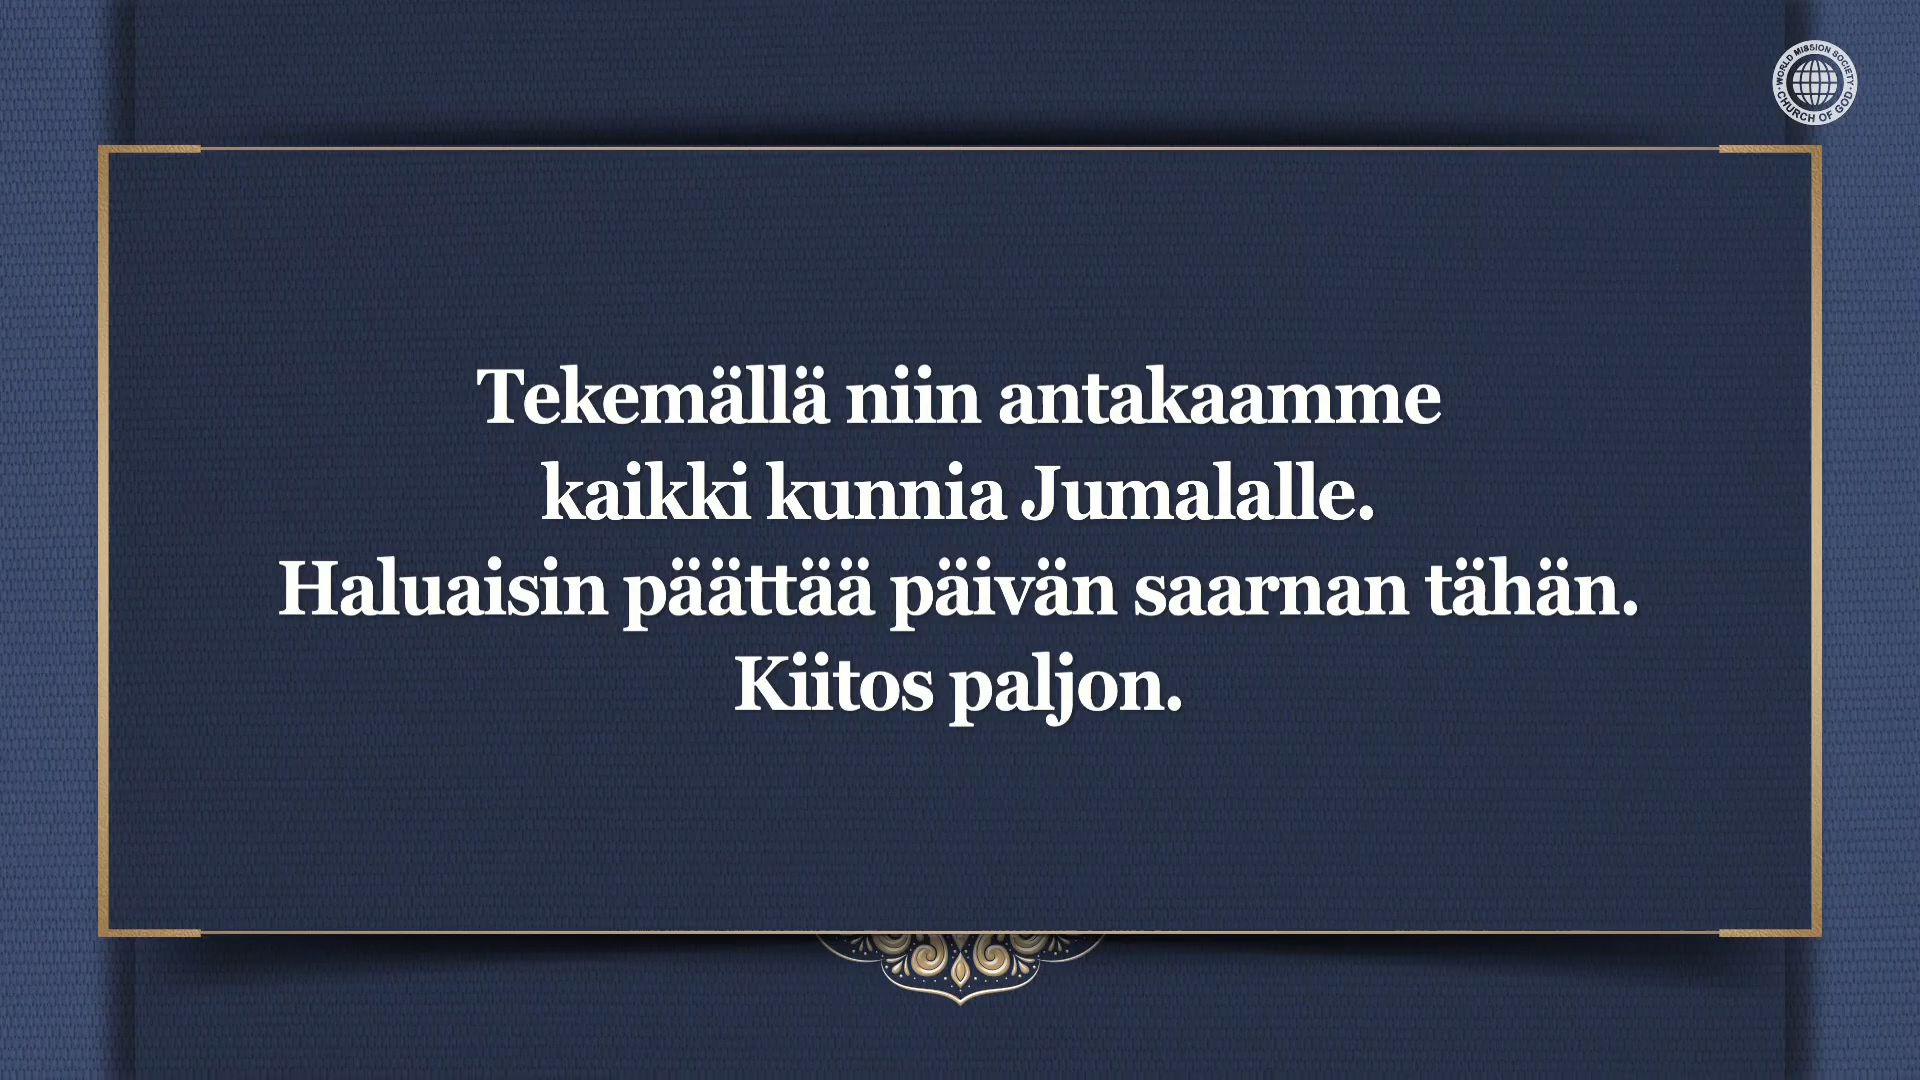 WORLD MISSION SOCIETY
CHURCH OF GOD
Tekemällä niin antakaamme
kaikki kunnia Jumalalle.
Haluaisin päättää päivän saarnan tähän.
Kiitos paljon.